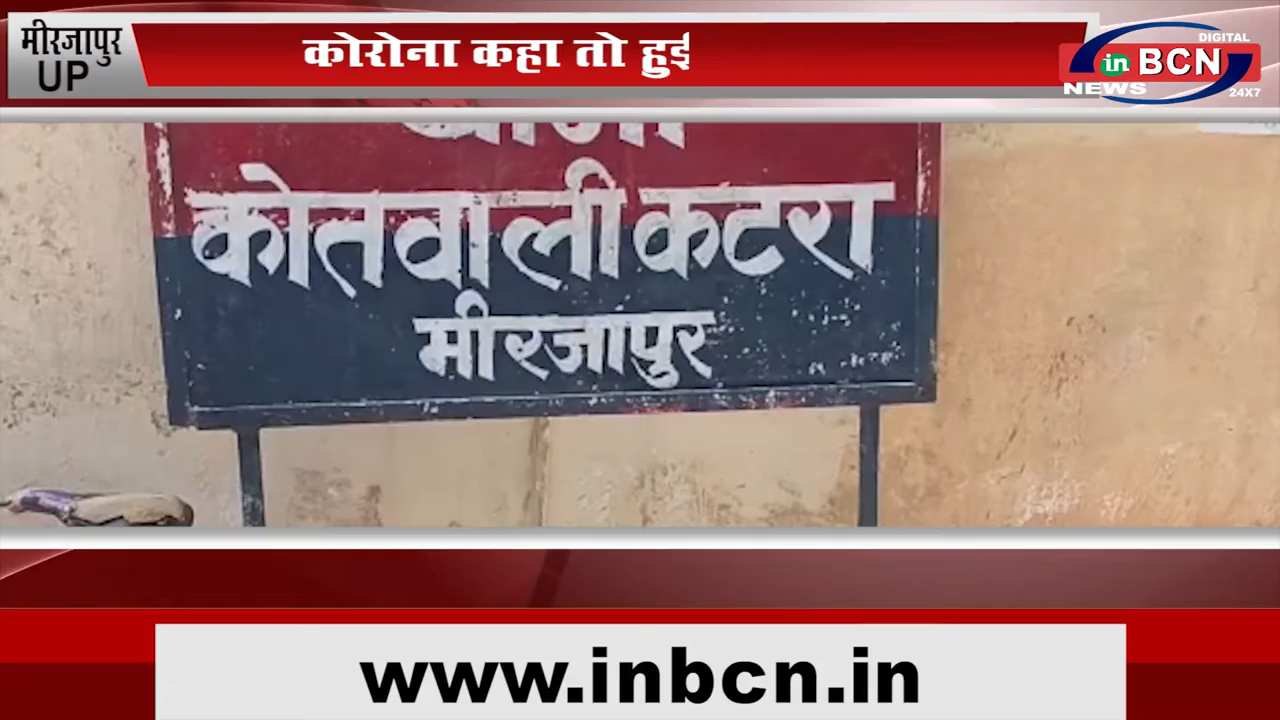 मीरजापुर
UP
कोरोना कहा तो हुई
DIGITAL
in BCN
NEWS
24X7
कोतवाली कटरा
मीरजापुर
www.inbcn.in